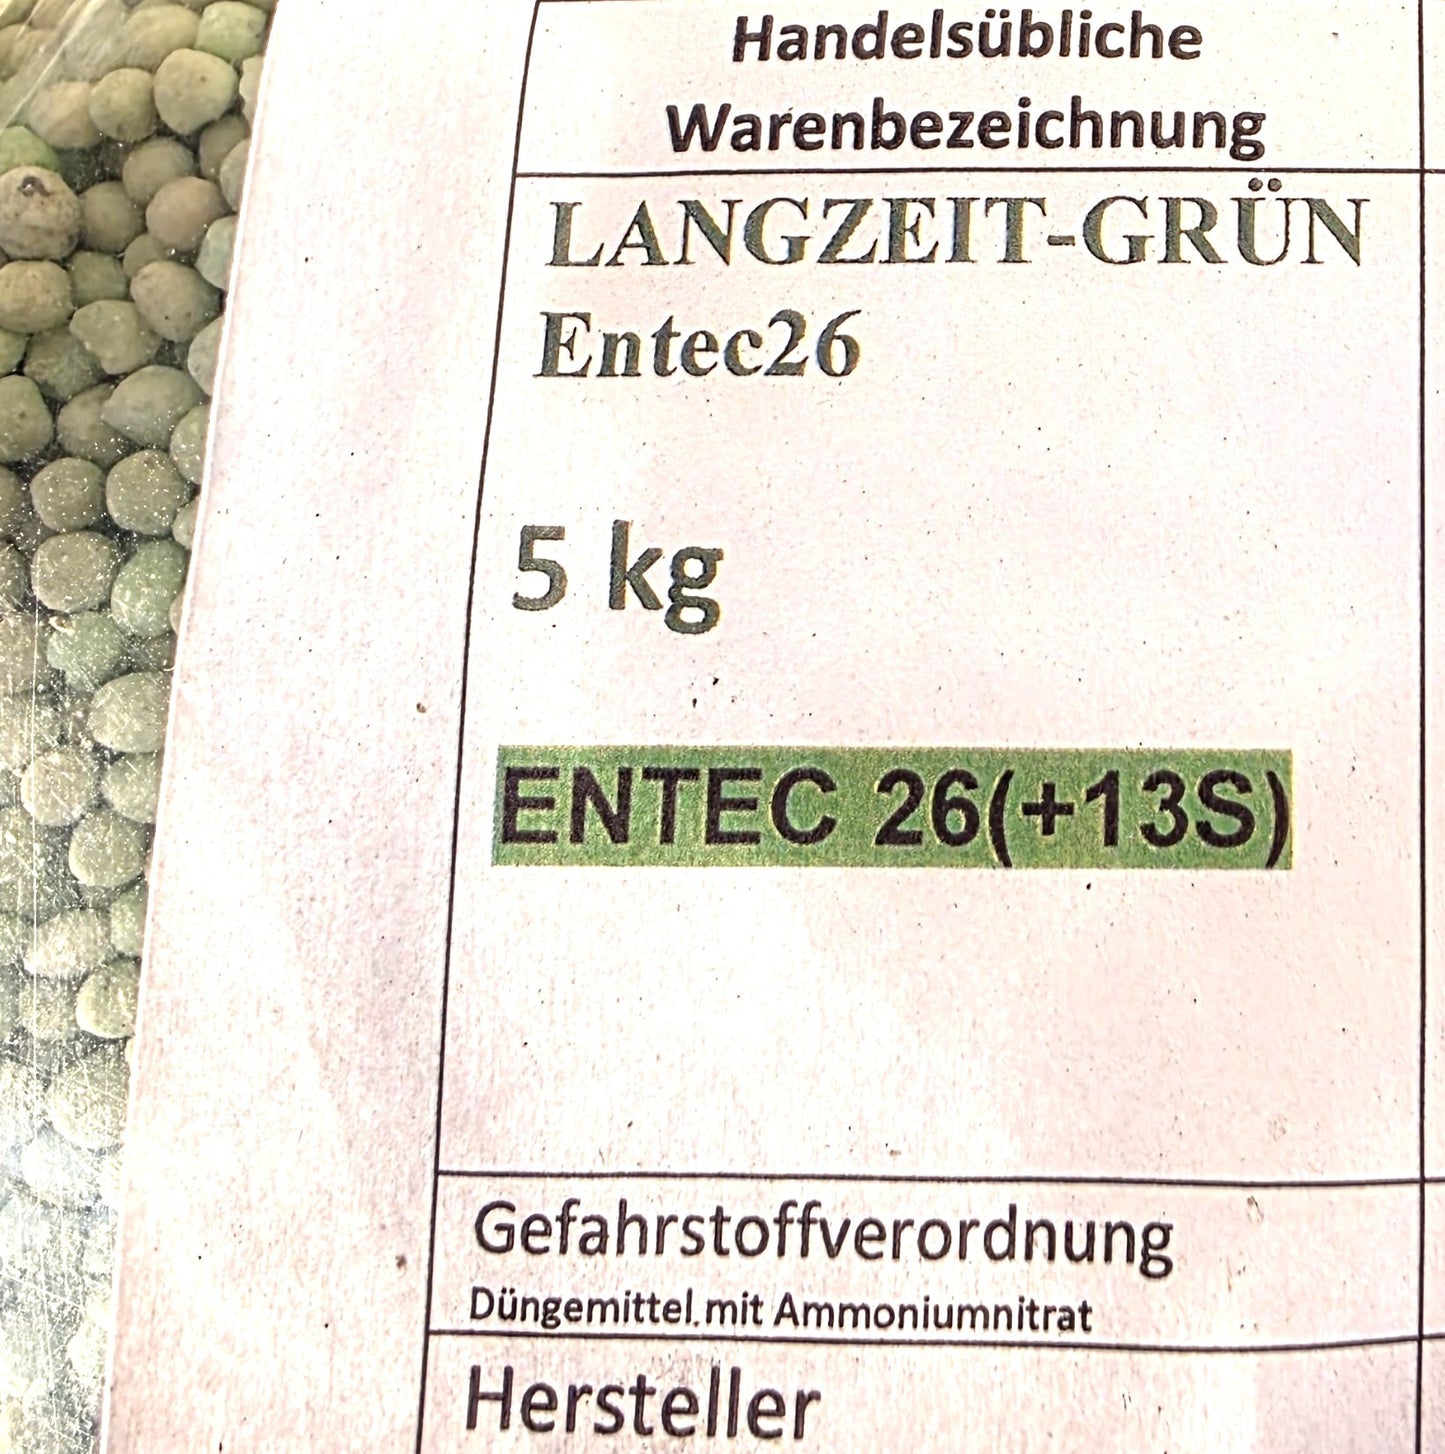 Handelsübliche
Warenbezeichnung
LANGZEIT-GRÜN
Entec26
5 kg
ENTEC 26(+13S)
Gefahrstoffverordnung
Düngemittel mit Ammoniumnitrat
Hersteller